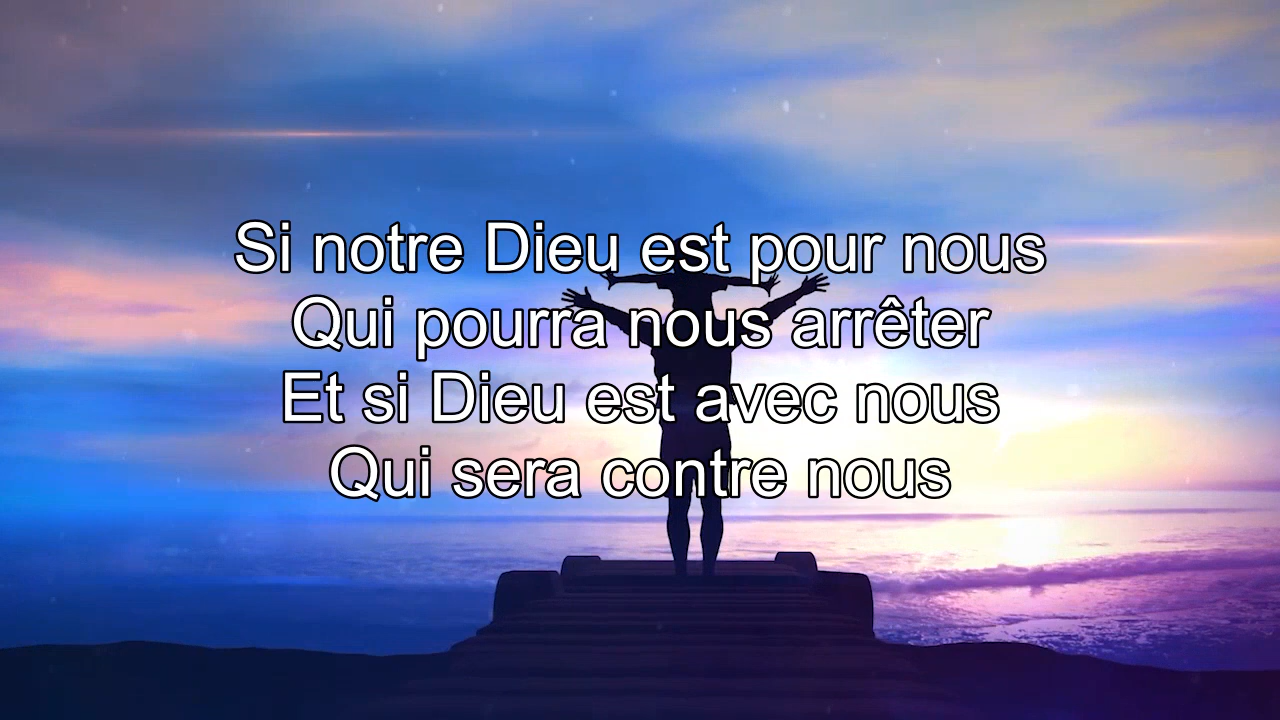 Si notre Dieu est pour nous
Qui pourra nous arrêter
Et si Dieu est avec nous
Qui sera contre nous